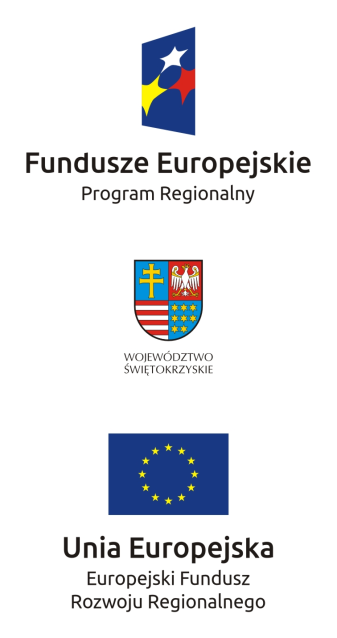 Fundusze Europejskie
Program Regionalny
WOJEWÓDZTWO
ŚWIĘTOKRZYSKIE
Unia Europejska
Europejski Fundusz
Rozwoju Regionalnego